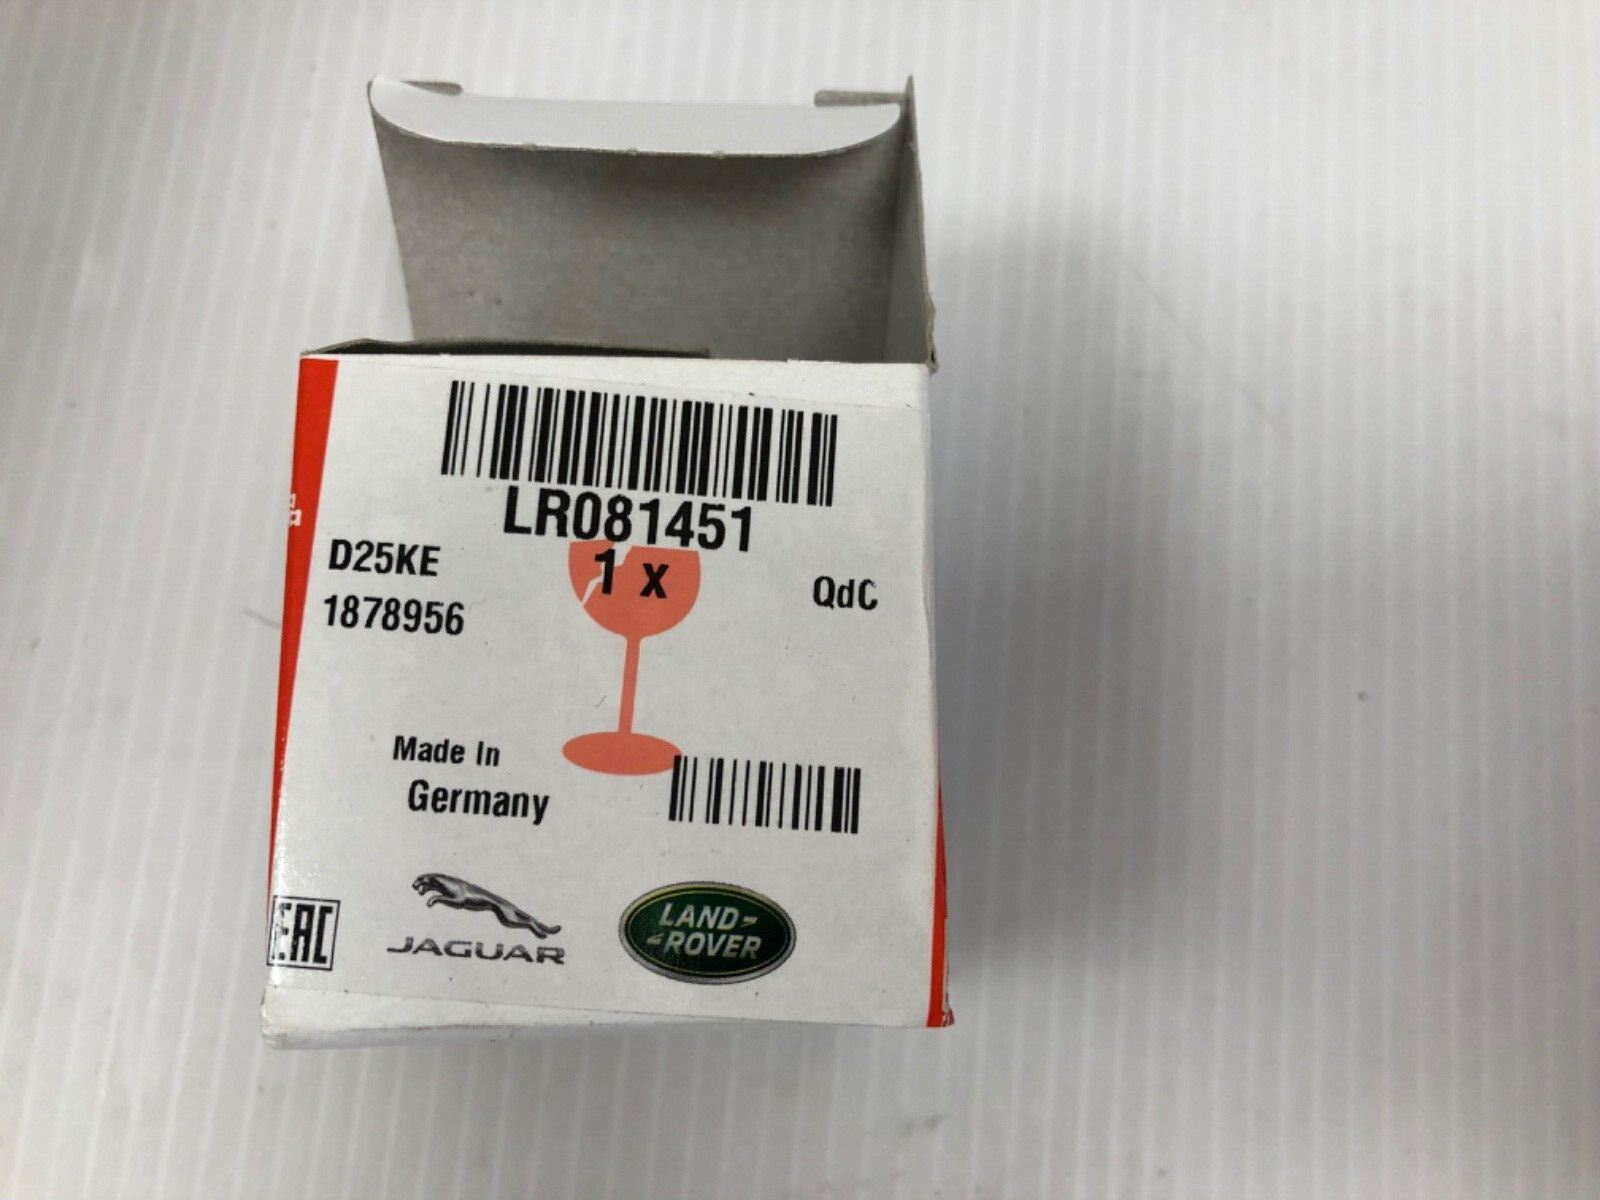 LR081451
1 x
D25KE
QdC
1878956
Made In
Germany
EAC
JAGUAR
LAND-
-ROVER